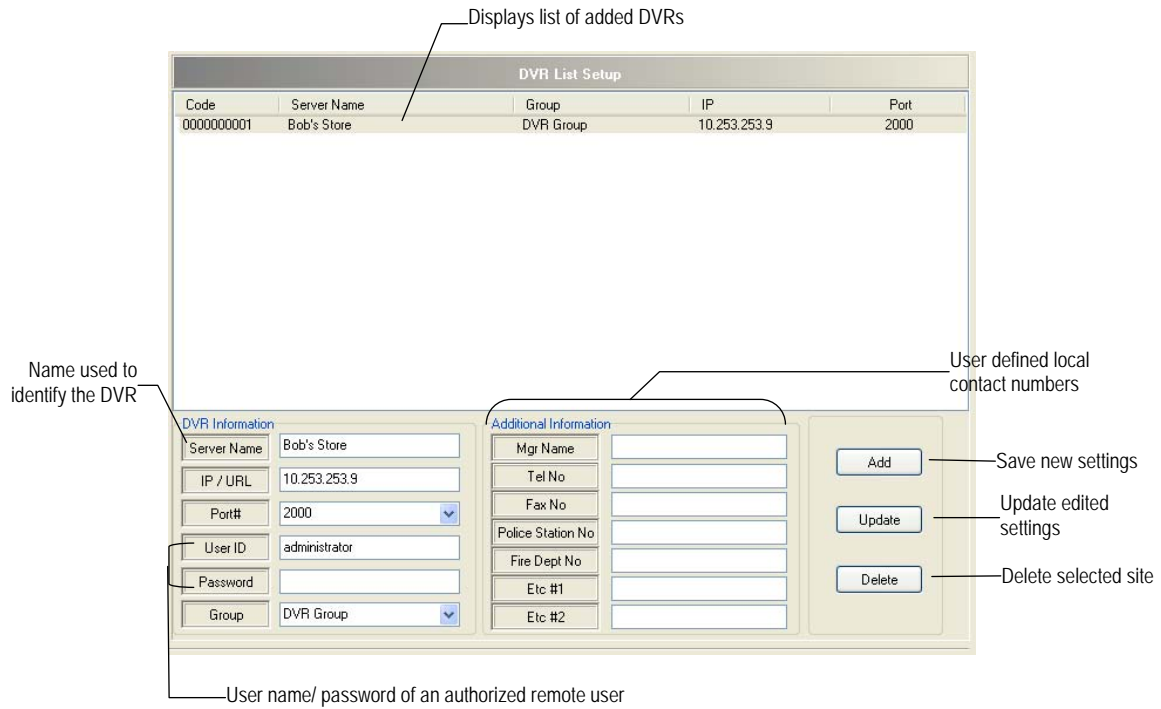 Displays list of added DVRs
DVR List Setup
Code Server Name Group IP Port
0000000001 Bob's Store DVR Group 10.253.253.9 2000
Name used to
identify the DVR
User defined local
contact numbers
DVR Information
Server Name Bob's Store
IP / URL 10.253.253.9
Port# 2000
User ID administrator
Password
Group DVR Group
Additional Information
Mgr Name
Tel No
Fax No
Police Station No
Fire Dept No
Etc #1
Etc #2
Add
Save new settings
Update
Update edited
settings
Delete
Delete selected site
User name/ password of an authorized remote user